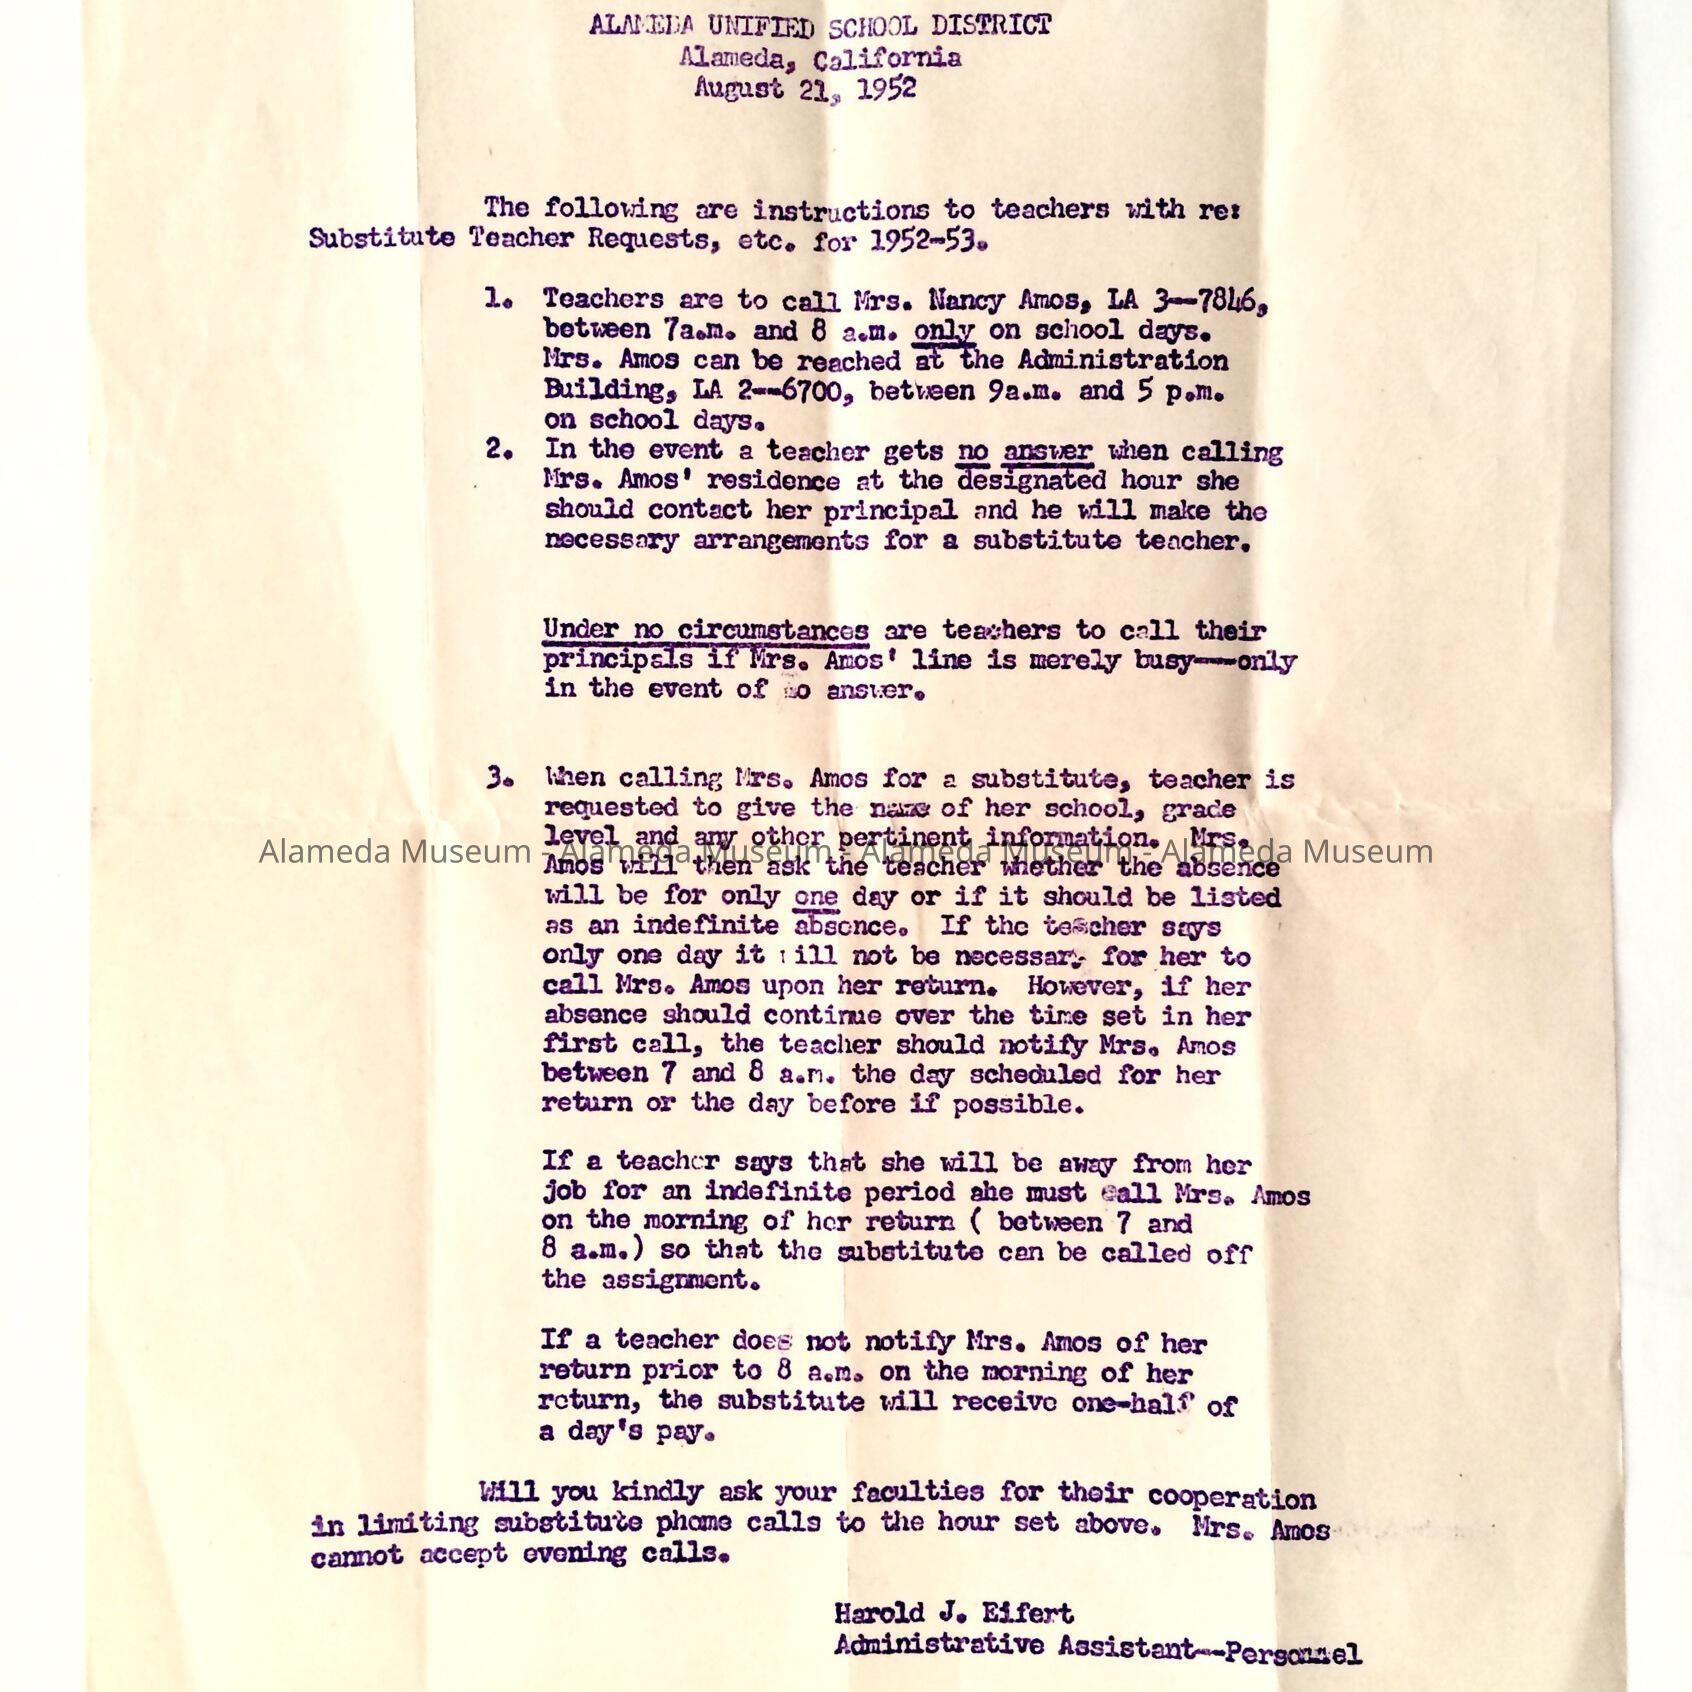 ALAMEDA UNIFIED SCHOOL DISTRICT
Alameda, California
August 21, 1952
The following are instructions to teachers with re:
Substitute Teacher Requests, etc. for 1952-53.
1. Teachers are to call Mrs. Nancy Amos, LA 3--7846,
between 7a.m. and 8 a.m. only on school days.
Mrs. Amos can be reached at the Administration
Building, LA 2--6700, between 9a.m. and 5 p.m.
on school days.
2. In the event a teacher gets no answer when calling
Mrs. Amos' residence at the designated hour she
should contact her principal and he will make the
necessary arrangements for a substitute teacher.
Under no circumstances are teachers to call their
principals if Mrs. Amos' line is merely busy---only
in the event of no answer.
3. When calling Mrs. Amos for a substitute, teacher is
requested to give the name of her school, grade
level and any other pertinent information. Mrs.
Alameda Museum - Alameda Museum - Alameda Museum - Alameda Museum
Amos will then ask the teacher whether the absence
will be for only one day or if it should be listed
as an indefinite absence. If the teacher says
only one day it will not be necessary for her to
call Mrs. Amos upon her return. However, if her
absence should continue over the time set in her
first call, the teacher should notify Mrs. Amos
between 7 and 8 a.m. the day scheduled for her
return or the day before if possible.
If a teacher says that she will be away from her
job for an indefinite period she must call Mrs. Amos
on the morning of her return ( between 7 and
8 a.m.) so that the substitute can be called off
the assignment.
If a teacher does not notify Mrs. Amos of her
return prior to 8 a.m. on the morning of her
return, the substitute will receive one-half of
a day's pay.
Will you kindly ask your faculties for their cooperation
in limiting substitute phone calls to the hour set above. Mrs. Amos
cannot accept evening calls.
Harold J. Eifert
Administrative Assistant--Personnel